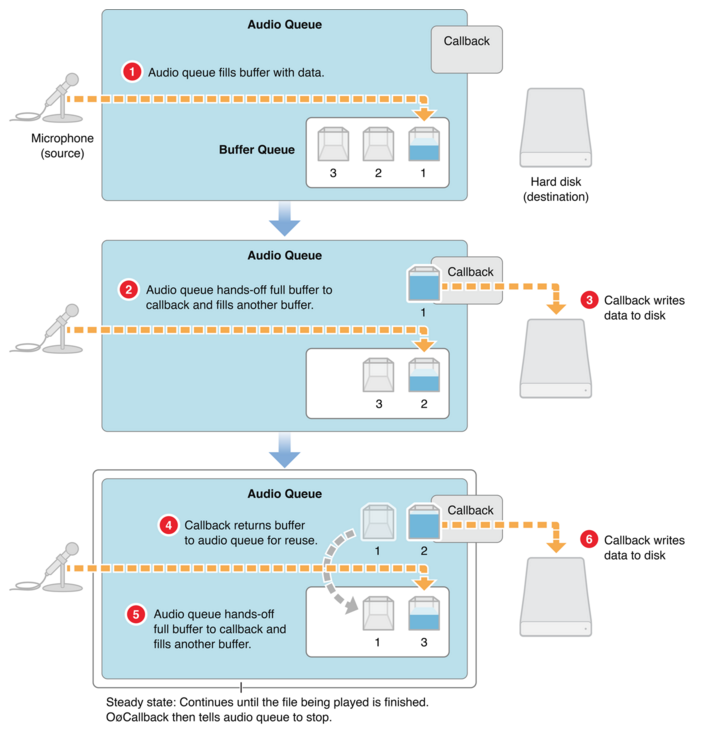 Audio Queue
Callback
1 Audio queue fills buffer with data.
Microphone
(source)
Buffer Queue
3 2 1
Hard disk
(destination)
Audio Queue
2 Audio queue hands-off full buffer to
callback and fills another buffer.
Callback
1
3 Callback writes
data to disk
3 2
Audio Queue
4 Callback returns buffer
to audio queue for reuse.
Callback
1 2
6 Callback writes
data to disk
5 Audio queue hands-off
full buffer to callback and
fills another buffer.
1 3
Steady state: Continues until the file being played is finished.
OøCallback then tells audio queue to stop.